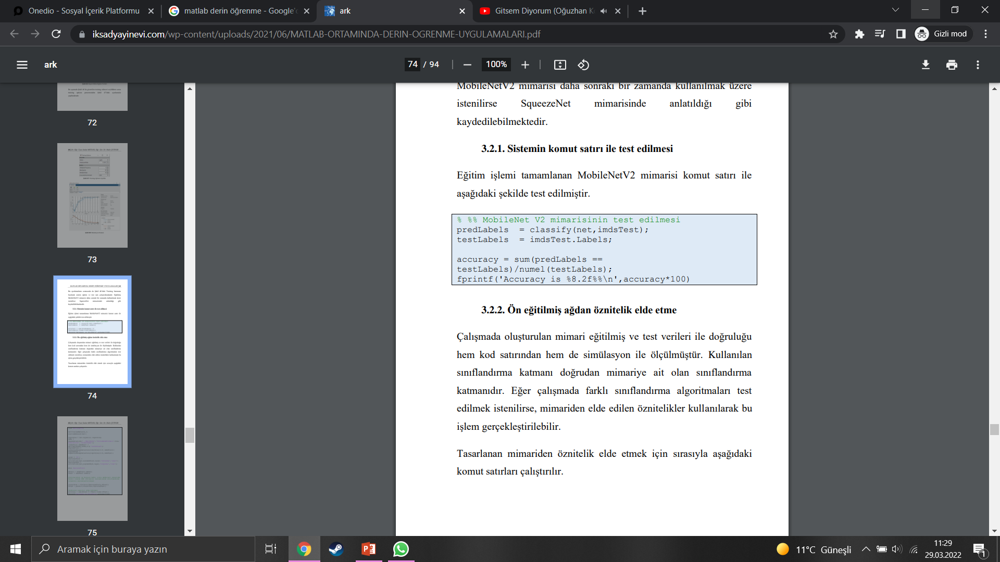 Onedio - Sosyal İçerik Platformu
matlab derin öğrenme - Google'd
ark
Gitsem Diyorum (Oğuzhan K
iksadyayinevi.com/wp-content/uploads/2021/06/MATLAB-ORTAMINDA-DERIN-OGRENME-UYGULAMALARI.pdf
Gizli mod
ark
74 / 94
100%
72
73
74
75
MobileNetV2 mimarisi daha sonraki bir zamanda kullanılmak üzere
istenilirse SqueezeNet mimarisinde anlatıldığı gibi
kaydedilebilmektedir.
3.2.1. Sistemin komut satırı ile test edilmesi
Eğitim işlemi tamamlanan MobileNetV2 mimarisi komut satırı ile
aşağıdaki şekilde test edilmiştir.
% %% MobileNet V2 mimarisinin test edilmesi
predLabels = classify(net,imdsTest);
testLabels = imdsTest.Labels;
accuracy = sum(predLabels ==
testLabels)/numel(testLabels);
fprintf('Accuracy is %8.2f%%\n',accuracy*100)
3.2.2. Ön eğitilmiş ağdan öznitelik elde etme
Çalışmada oluşturulan mimari eğitilmiş ve test verileri ile doğruluğu
hem kod satırından hem de simülasyon ile ölçülmüştür. Kullanılan
sınıflandırma katmanı doğrudan mimariye ait olan sınıflandırma
katmanıdır. Eğer çalışmada farklı sınıflandırma algoritmaları test
edilmek istenilirse, mimariden elde edilen öznitelikler kullanılarak bu
işlem gerçekleştirilebilir.
Tasarlanan mimariden öznitelik elde etmek için sırasıyla aşağıdaki
komut satırları çalıştırılır.
Aramak için buraya yazın
11°C Güneşli
11:29
29.03.2022
1